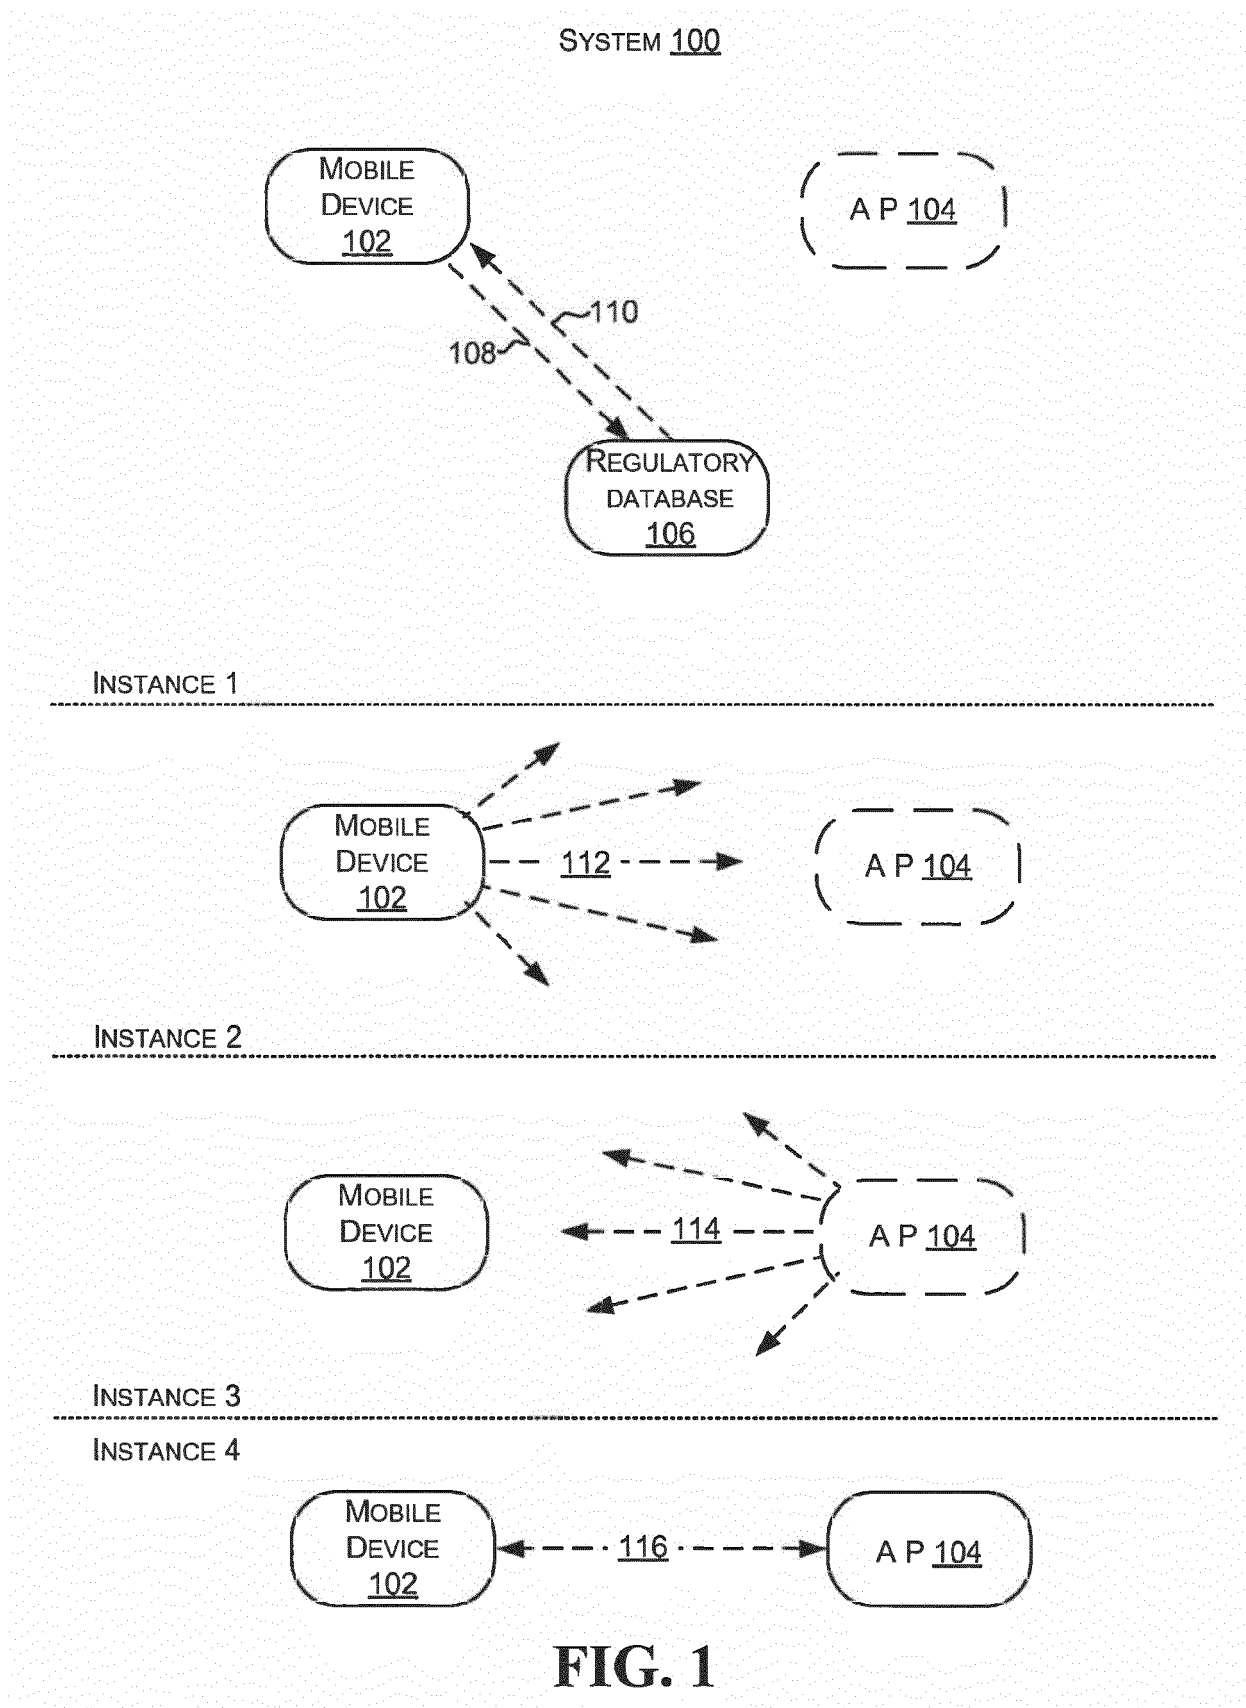 SYSTEM 100
MOBILE
DEVICE
102
A P 104
110
108
REGULATORY
DATABASE
106
INSTANCE 1
MOBILE
DEVICE
102
112
A P 104
INSTANCE 2
MOBILE
DEVICE
102
114
A P 104
INSTANCE 3
INSTANCE 4
MOBILE
DEVICE
102
116
A P 104
FIG. 1